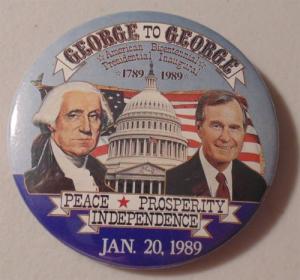 GEORGE TO GEORGE
American Bicentennial
Presidential Inaugural
1789 1989
PEACE ★ PROSPERITY
INDEPENDENCE
JAN. 20, 1989